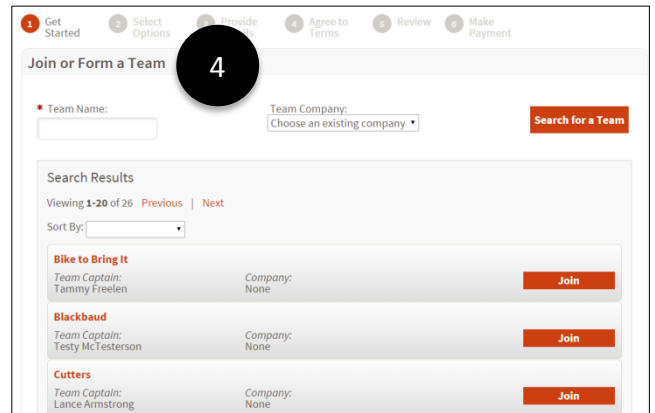 1 Get Started
2 Select Options
Provide
4 Agree to Terms
5 Review
6 Make Payment
Join or Form a Team
4
* Team Name:
Team Company:
Choose an existing company
Search for a Team
Search Results
Viewing 1-20 of 26 Previous | Next
Sort By:
Bike to Bring It
Team Captain:
Company:
Tammy Freelen
None
Join
Blackbaud
Team Captain:
Company:
Testy McTesterson
None
Join
Cutters
Team Captain:
Company:
Lance Armstrong
None
Join